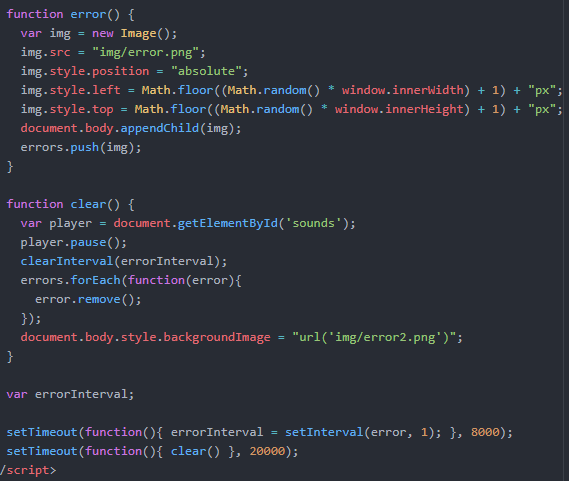 function error() {
  var img = new Image();
  img.src = "img/error.png";
  img.style.position = "absolute";
  img.style.left = Math.floor((Math.random() * window.innerWidth) + 1) + "px";
  img.style.top = Math.floor((Math.random() * window.innerHeight) + 1) + "px";
  document.body.appendChild(img);
  errors.push(img);
}

function clear() {
  var player = document.getElementById('sounds');
  player.pause();
  clearInterval(errorInterval);
  errors.forEach(function(error){
    error.remove();
  });
  document.body.style.backgroundImage = "url('img/error2.png')";
}

var errorInterval;

setTimeout(function(){ errorInterval = setInterval(error, 1); }, 8000);
setTimeout(function(){ clear() }, 20000);
/script>